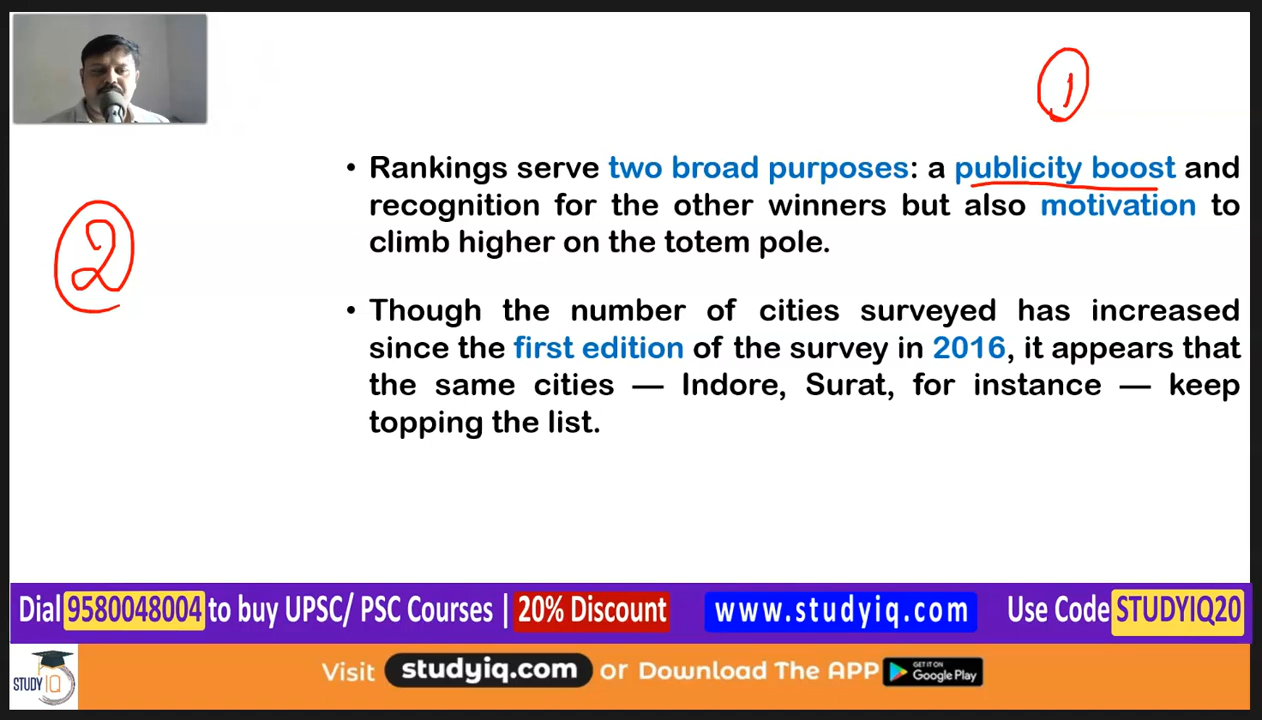 1
• Rankings serve two broad purposes: a publicity boost and
recognition for the other winners but also motivation to
climb higher on the totem pole.
2
• Though the number of cities surveyed has increased
since the first edition of the survey in 2016, it appears that
the same cities — Indore, Surat, for instance — keep
topping the list.
Dial 9580048004 to buy UPSC/ PSC Courses | 20% Discount www.studyiq.com Use Code STUDYIQ20
STUDY IQ Visit studyiq.com or Download The APP GET IT ON Google Play